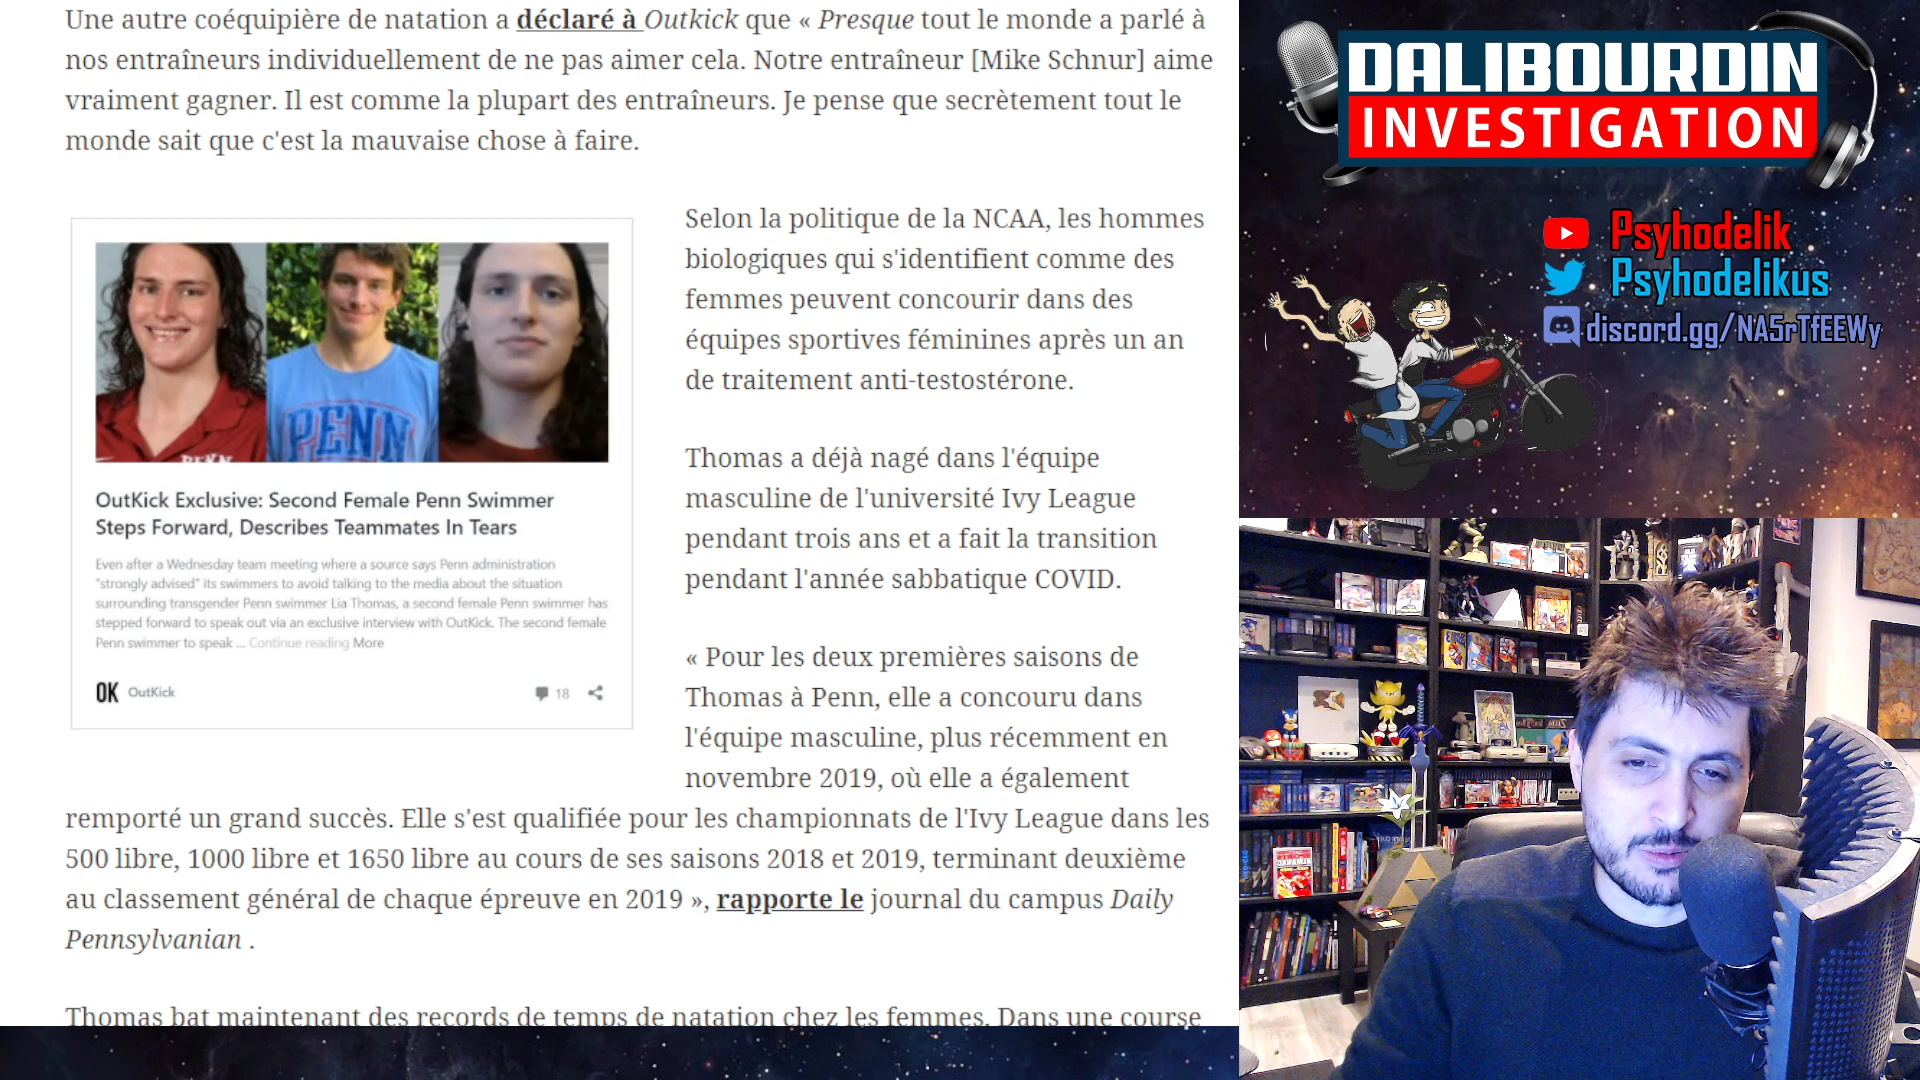 Une autre coéquipière de natation a déclaré à Outkick que « Presque tout le monde a parlé à
nos entraîneurs individuellement de ne pas aimer cela. Notre entraîneur [Mike Schnur] aime
vraiment gagner. Il est comme la plupart des entraîneurs. Je pense que secrètement tout le
monde sait que c'est la mauvaise chose à faire.
PENN
PENN
OutKick Exclusive: Second Female Penn Swimmer
Steps Forward, Describes Teammates In Tears
Even after a Wednesday team meeting where a source says Penn administration
"strongly advised" its swimmers to avoid talking to the media about the situation
surrounding transgender Penn swimmer Lia Thomas, a second female Penn swimmer has
stepped forward to speak out via an exclusive interview with OutKick. The second female
Penn swimmer to speak ... Continue reading More
OK OutKick 18
Selon la politique de la NCAA, les hommes
biologiques qui s'identifient comme des
femmes peuvent concourir dans des
équipes sportives féminines après un an
de traitement anti-testostérone.
Thomas a déjà nagé dans l'équipe
masculine de l'université Ivy League
pendant trois ans et a fait la transition
pendant l'année sabbatique COVID.
« Pour les deux premières saisons de
Thomas à Penn, elle a concouru dans
l'équipe masculine, plus récemment en
novembre 2019, où elle a également
remporté un grand succès. Elle s'est qualifiée pour les championnats de l'Ivy League dans les
500 libre, 1000 libre et 1650 libre au cours de ses saisons 2018 et 2019, terminant deuxième
au classement général de chaque épreuve en 2019 », rapporte le journal du campus Daily
Pennsylvanian .
Thomas bat maintenant des records de temps de natation chez les femmes. Dans une course
DALIBOURDIN
INVESTIGATION
Psyhodelik
Psyhodelikus
discord.gg/NA5rTfEEWy